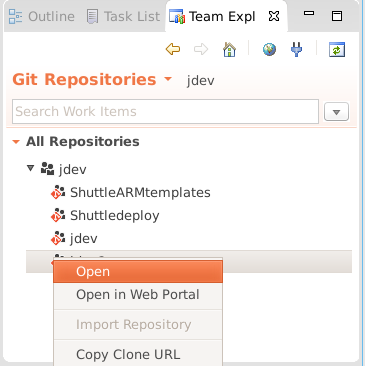 Outline Task List Team Expl
Git Repositories jdev
Search Work Items
All Repositories
jdev
ShuttleARMtemplates
Shuttledeploy
jdev
Open
Open in Web Portal
Import Repository
Copy Clone URL